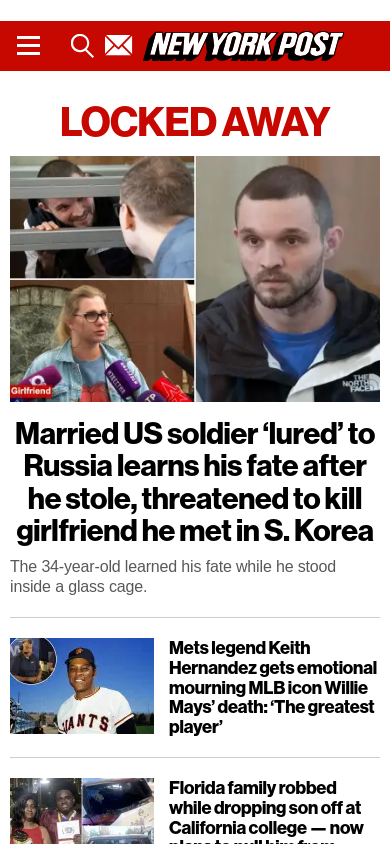 NEW YORK POST
LOCKED AWAY
Girlfriend
THE
NORTH
FACE
Married US soldier ‘lured’ to
Russia learns his fate after
he stole, threatened to kill
girlfriend he met in S. Korea
The 34-year-old learned his fate while he stood
inside a glass cage.
GIANTS
Mets legend Keith
Hernandez gets emotional
mourning MLB icon Willie
Mays’ death: ‘The greatest
player’
Florida family robbed
while dropping son off at
California college — now